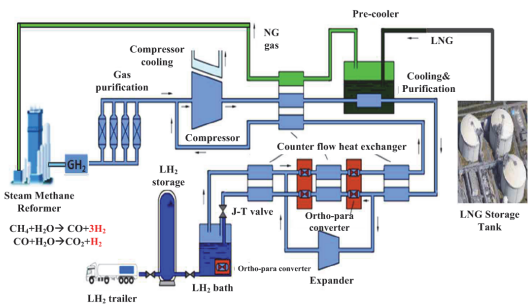 Pre-cooler
NG
gas
LNG
Compressor
cooling
Gas
purification
Cooling&
Purification
GH2
Compressor
Counter flow heat exchanger
Steam Methane
Reformer
LH2
storage
J-T valve
Ortho-para
converter
LNG Storage
Tank
CH4+H2O→ CO+3H2
CO+H2O→CO2+H2
Ortho-para converter
Expander
LH2 trailer
LH2 bath